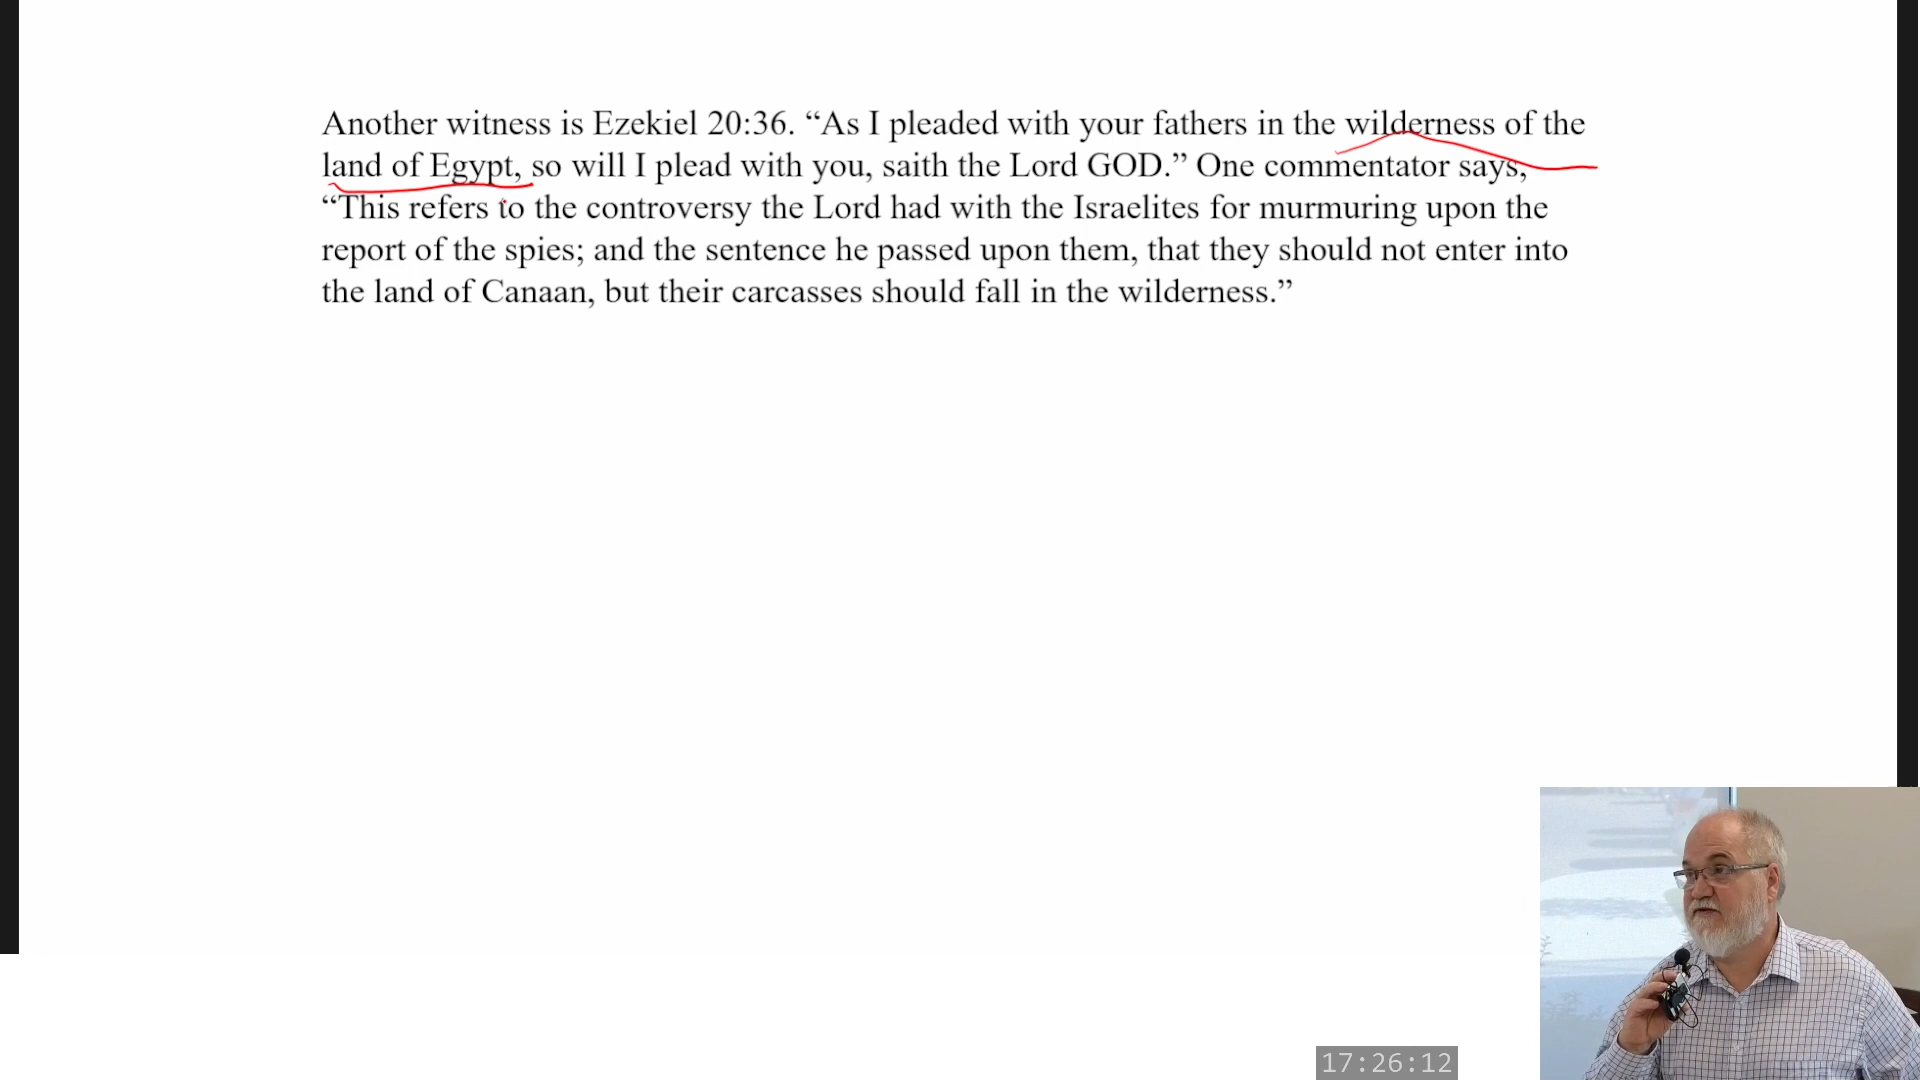 Another witness is Ezekiel 20:36. “As I pleaded with your fathers in the wilderness of the
land of Egypt, so will I plead with you, saith the Lord GOD.” One commentator says,
“This refers to the controversy the Lord had with the Israelites for murmuring upon the
report of the spies; and the sentence he passed upon them, that they should not enter into
the land of Canaan, but their carcasses should fall in the wilderness.”
17:26:12